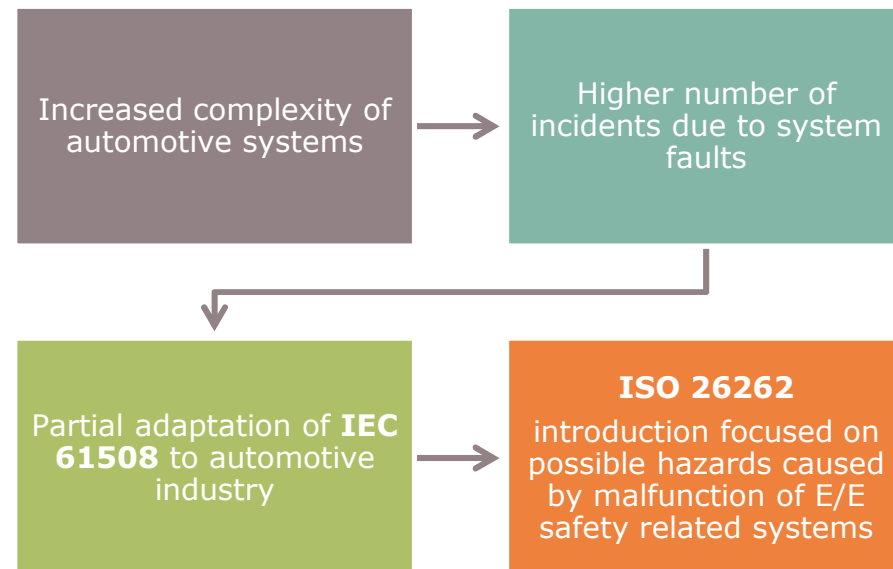 Increased complexity of
automotive systems
Higher number of
incidents due to system
faults
Partial adaptation of IEC
61508 to automotive
industry
ISO 26262
introduction focused on
possible hazards caused
by malfunction of E/E
safety related systems